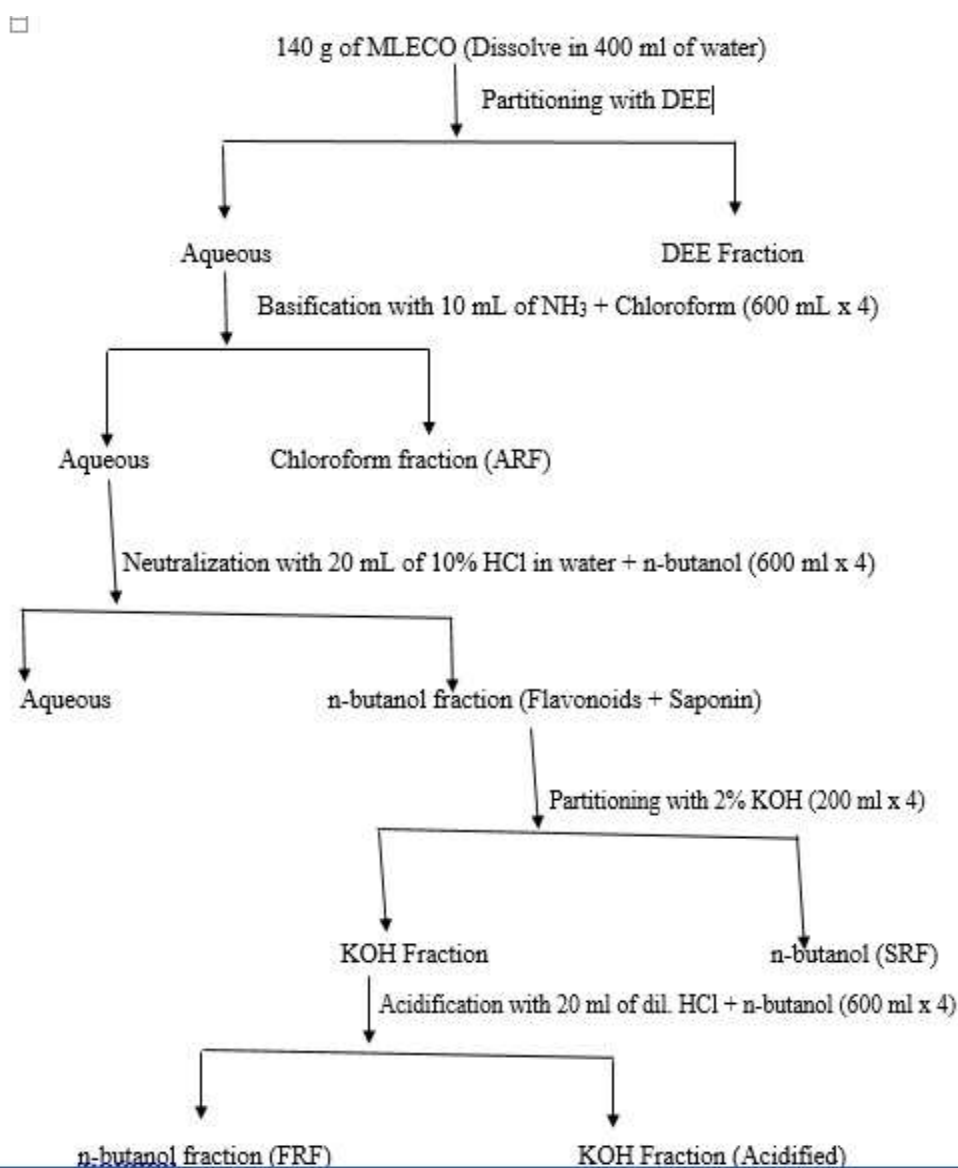 140 g of MLECO (Dissolve in 400 ml of water)
Partitioning with DEE
Aqueous DEE Fraction
Basification with 10 mL of NH3 + Chloroform (600 mL x 4)
Aqueous Chloroform fraction (ARF)
Neutralization with 20 mL of 10% HCl in water + n-butanol (600 ml x 4)
Aqueous n-butanol fraction (Flavonoids + Saponin)
Partitioning with 2% KOH (200 ml x 4)
KOH Fraction n-butanol (SRF)
Acidification with 20 ml of dil. HCl + n-butanol (600 ml x 4)
n-butanol fraction (FRF) KOH Fraction (Acidified)